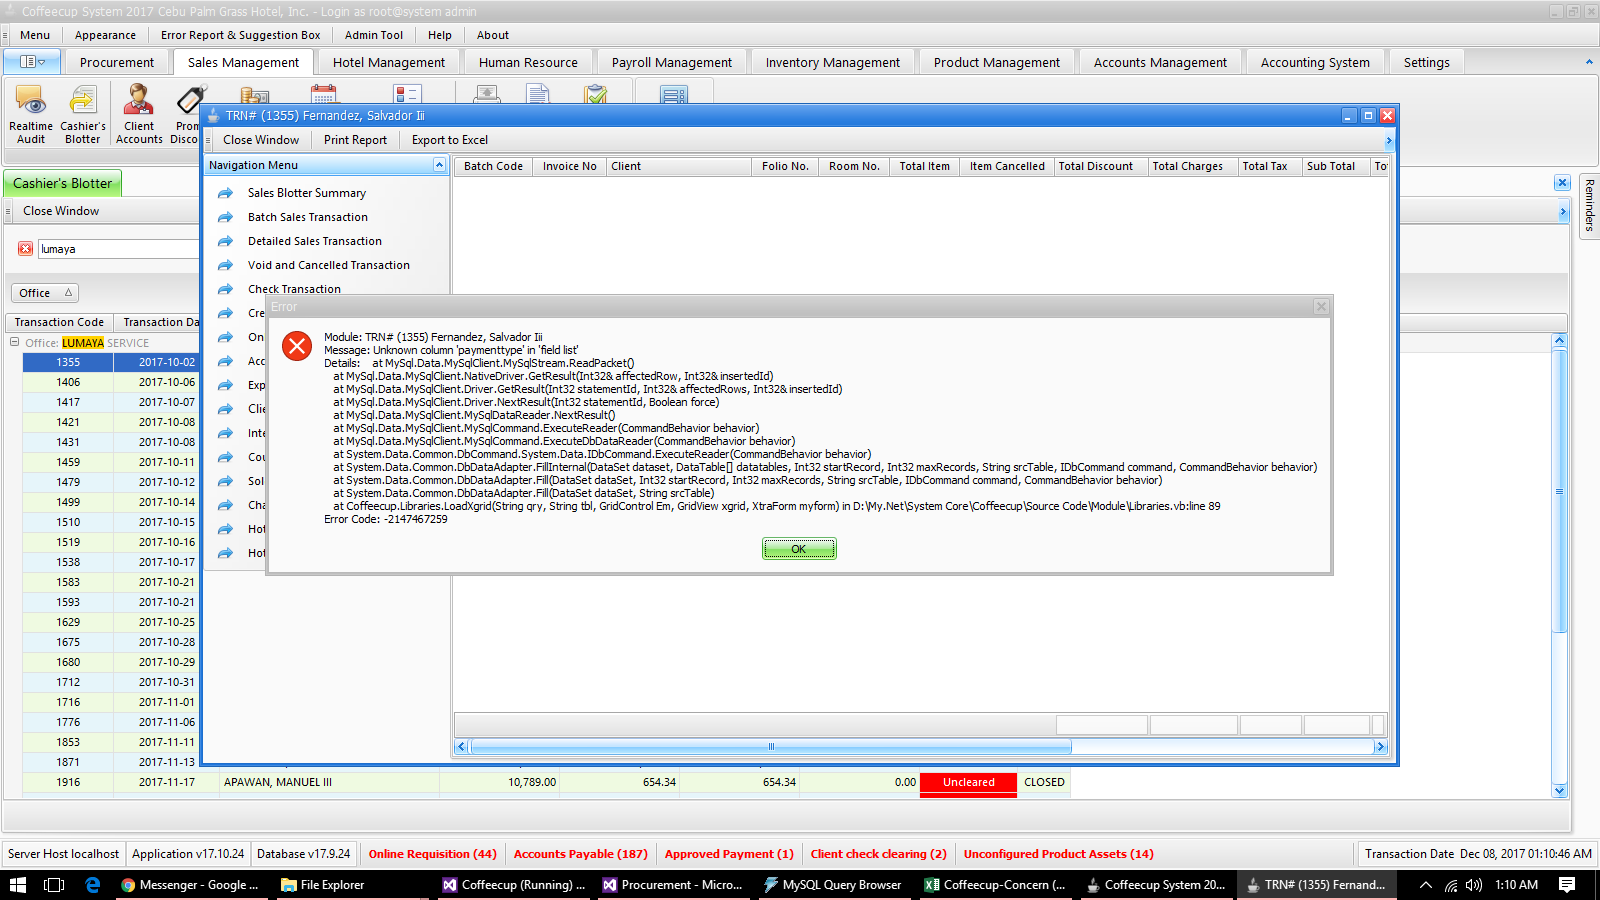 Coffeecup System 2017 Cebu Palm Grass Hotel, Inc. - Login as root@system admin
Menu Appearance Error Report & Suggestion Box Admin Tool Help About
Procurement Sales Management Hotel Management Human Resource Payroll Management Inventory Management Product Management Accounts Management Accounting System Settings
Realtime Audit
Cashier's Blotter
Client Accounts
TRN# (1355) Fernandez, Salvador Iii
Close Window Print Report Export to Excel
Navigation Menu
Sales Blotter Summary
Batch Sales Transaction
Detailed Sales Transaction
Void and Cancelled Transaction
Check Transaction
Batch Code Invoice No Client Folio No. Room No. Total Item Item Cancelled Total Discount Total Charges Total Tax Sub Total
Cashier's Blotter
Close Window
Reminders
lumaya
Office
Transaction Code Transaction Da
Office: LUMAYA SERVICE
1355 2017-10-02
1406 2017-10-06
1417 2017-10-07
1421 2017-10-08
1431 2017-10-08
1459 2017-10-11
1479 2017-10-12
1499 2017-10-14
1510 2017-10-15
1519 2017-10-16
1538 2017-10-17
1583 2017-10-21
1593 2017-10-21
1629 2017-10-25
1675 2017-10-28
1680 2017-10-29
1712 2017-10-31
1716 2017-11-01
1776 2017-11-06
1853 2017-11-11
1871 2017-11-13
1916 2017-11-17 APAWAN, MANUEL III 10,789.00 654.34 654.34 0.00 Uncleared CLOSED
Error
Module: TRN# (1355) Fernandez, Salvador Iii
Message: Unknown column 'paymenttype' in 'field list'
Details: at MySql.Data.MySqlClient.MySqlStream.ReadPacket()
at MySql.Data.MySqlClient.NativeDriver.GetResult(Int32& affectedRow, Int32& insertedId)
at MySql.Data.MySqlClient.Driver.GetResult(Int32 statementId, Int32& affectedRows, Int32& insertedId)
at MySql.Data.MySqlClient.Driver.NextResult(Int32 statementId, Boolean force)
at MySql.Data.MySqlClient.MySqlDataReader.NextResult()
at MySql.Data.MySqlClient.MySqlCommand.ExecuteReader(CommandBehavior behavior)
at MySql.Data.MySqlClient.MySqlCommand.ExecuteDbDataReader(CommandBehavior behavior)
at System.Data.Common.DbCommand.System.Data.IDbCommand.ExecuteReader(CommandBehavior behavior)
at System.Data.Common.DbDataAdapter.FillInternal(DataSet dataset, DataTable[] datatables, Int32 startRecord, Int32 maxRecords, String srcTable, IDbCommand command, CommandBehavior behavior)
at System.Data.Common.DbDataAdapter.Fill(DataSet dataSet, Int32 startRecord, Int32 maxRecords, String srcTable, IDbCommand command, CommandBehavior behavior)
at System.Data.Common.DbDataAdapter.Fill(DataSet dataSet, String srcTable)
at Coffeecup.Libraries.LoadXgrid(String qry, String tbl, GridControl Em, GridView xgrid, XtraForm myform) in D:\My.Net\System Core\Coffeecup\Source Code\Module\Libraries.vb:line 89
Error Code: -2147467259
OK
Server Host localhost Application v17.10.24 Database v17.9.24 Online Requisition (44) Accounts Payable (187) Approved Payment (1) Client check clearing (2) Unconfigured Product Assets (14) Transaction Date Dec 08, 2017 01:10:46 AM
Messenger - Google ... File Explorer Coffeecup (Running) ... Procurement - Micro... MySQL Query Browser Coffeecup-Concern (... Coffeecup System 20... TRN# (1355) Fernand... 1:10 AM